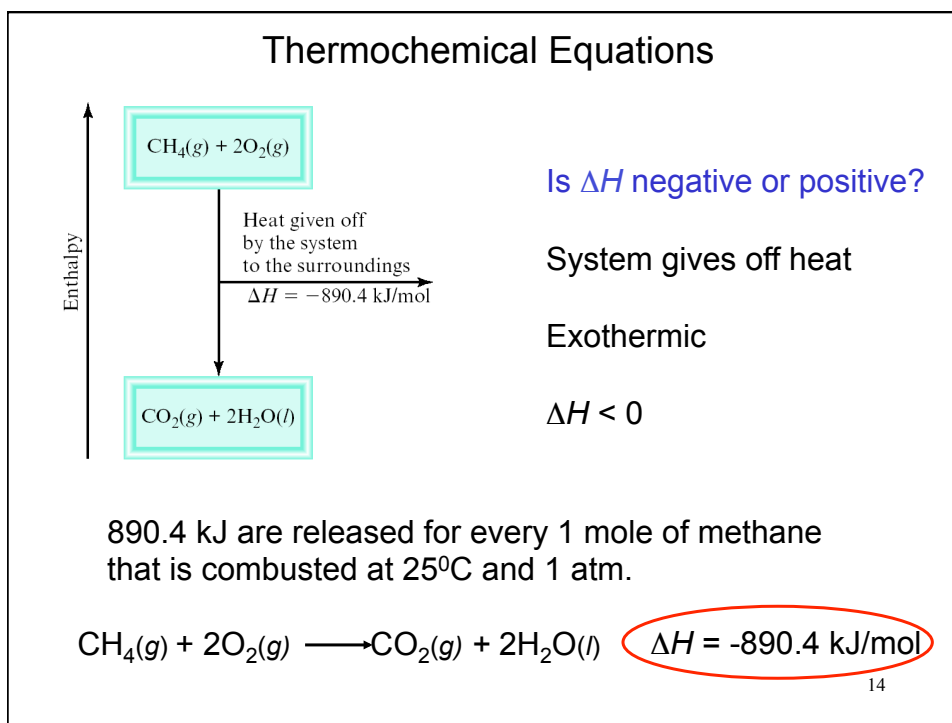 Thermochemical Equations
Enthalpy
CH₄(g) + 2O₂(g)
Heat given off
by the system
to the surroundings
ΔH = −890.4 kJ/mol
CO₂(g) + 2H₂O(l)
Is ΔH negative or positive?
System gives off heat
Exothermic
ΔH < 0
890.4 kJ are released for every 1 mole of methane
that is combusted at 25⁰C and 1 atm.
CH₄(g) + 2O₂(g) ⟶ CO₂(g) + 2H₂O(l) ΔH = -890.4 kJ/mol
14